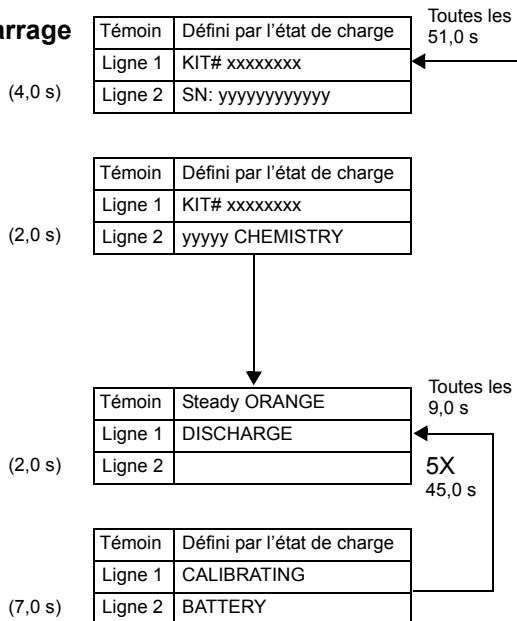 Toutes les
51,0 s
Témoin Défini par l'état de charge
Ligne 1 KIT# xxxxxxxx
(4,0 s) Ligne 2 SN: yyyyyyyyyyyy
Témoin Défini par l'état de charge
Ligne 1 KIT# xxxxxxxx
(2,0 s) Ligne 2 yyyyy CHEMISTRY
Toutes les
9,0 s
Témoin Steady ORANGE
Ligne 1 DISCHARGE
(2,0 s) Ligne 2
5X
45,0 s
Témoin Défini par l'état de charge
Ligne 1 CALIBRATING
(7,0 s) Ligne 2 BATTERY